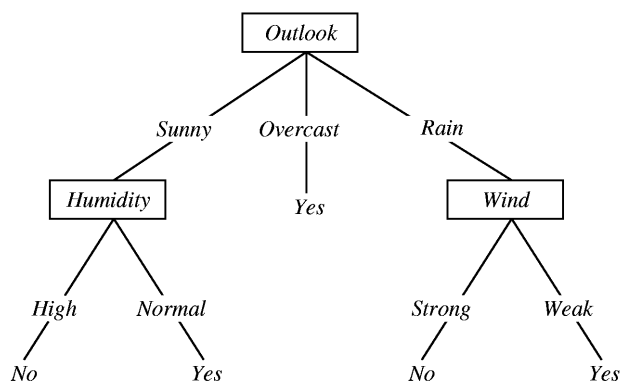 Outlook
Sunny Overcast Rain
Humidity Yes Wind
High Normal Strong Weak
No Yes No Yes